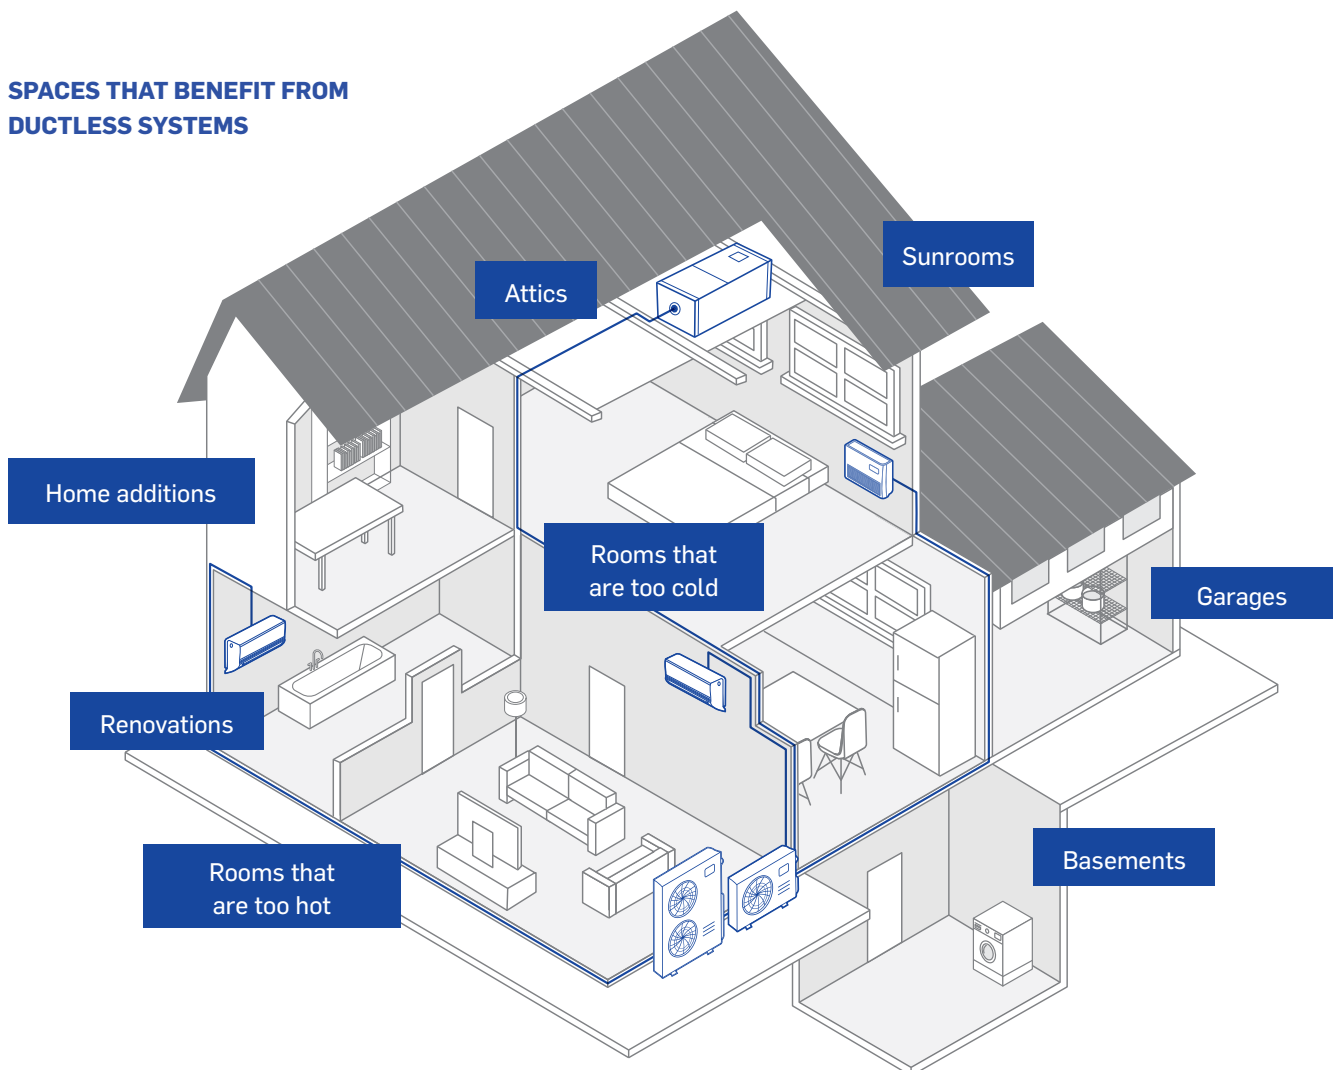 SPACES THAT BENEFIT FROM
DUCTLESS SYSTEMS
Sunrooms
Attics
Home additions
Rooms that
are too cold
Garages
Renovations
Rooms that
are too hot
Basements